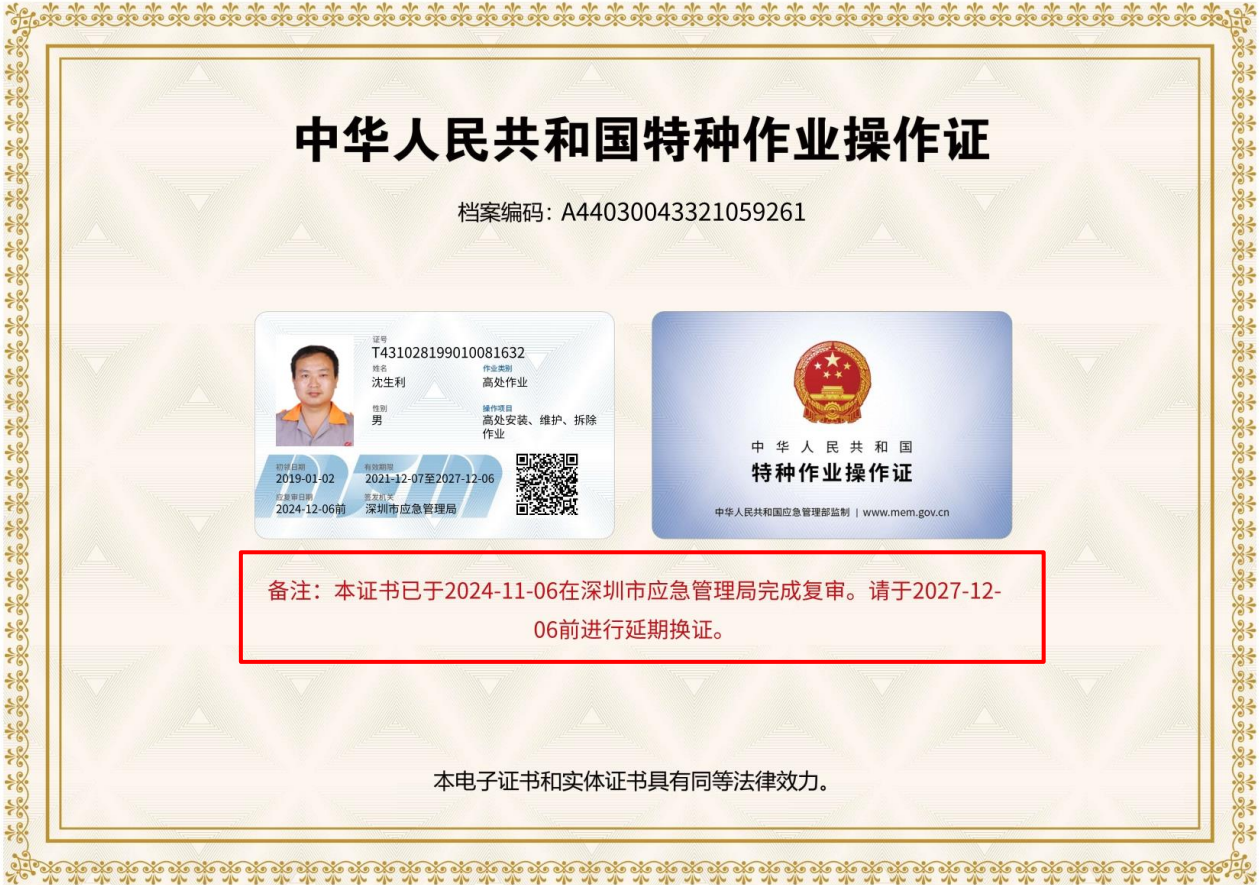 中华人民共和国特种作业操作证
档案编码：A44030043321059261
证号
T431028199010081632
姓名
沈生利
作业类别
高处作业
性别
男
操作项目
高处安装、维护、拆除
作业
初领日期
2019-01-02
有效期限
2021-12-07至2027-12-06
应复审日期
2024-12-06前
签发机关
深圳市应急管理局
中华人民共和国
特种作业操作证
中华人民共和国应急管理部监制 | www.mem.gov.cn
备注：本证书已于2024-11-06在深圳市应急管理局完成复审。请于2027-12-
06前进行延期换证。
本电子证书和实体证书具有同等法律效力。
MEM